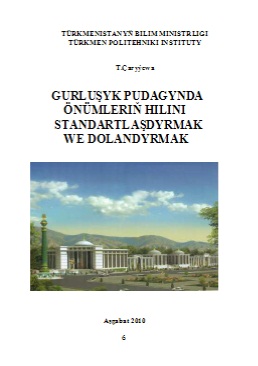 TÜRKMENISTANYŇ BILIM MINISTRLIGI
TÜRKMEN POLITEHNIKI INSTITUTY
T.Çaryýewa
GURLUŞYK PUDAGYNDA
ÖNÜMLERIŇ HILINI
STANDARTLAŞDYRMAK
WE DOLANDYRMAK
Aşgabat 2010
6